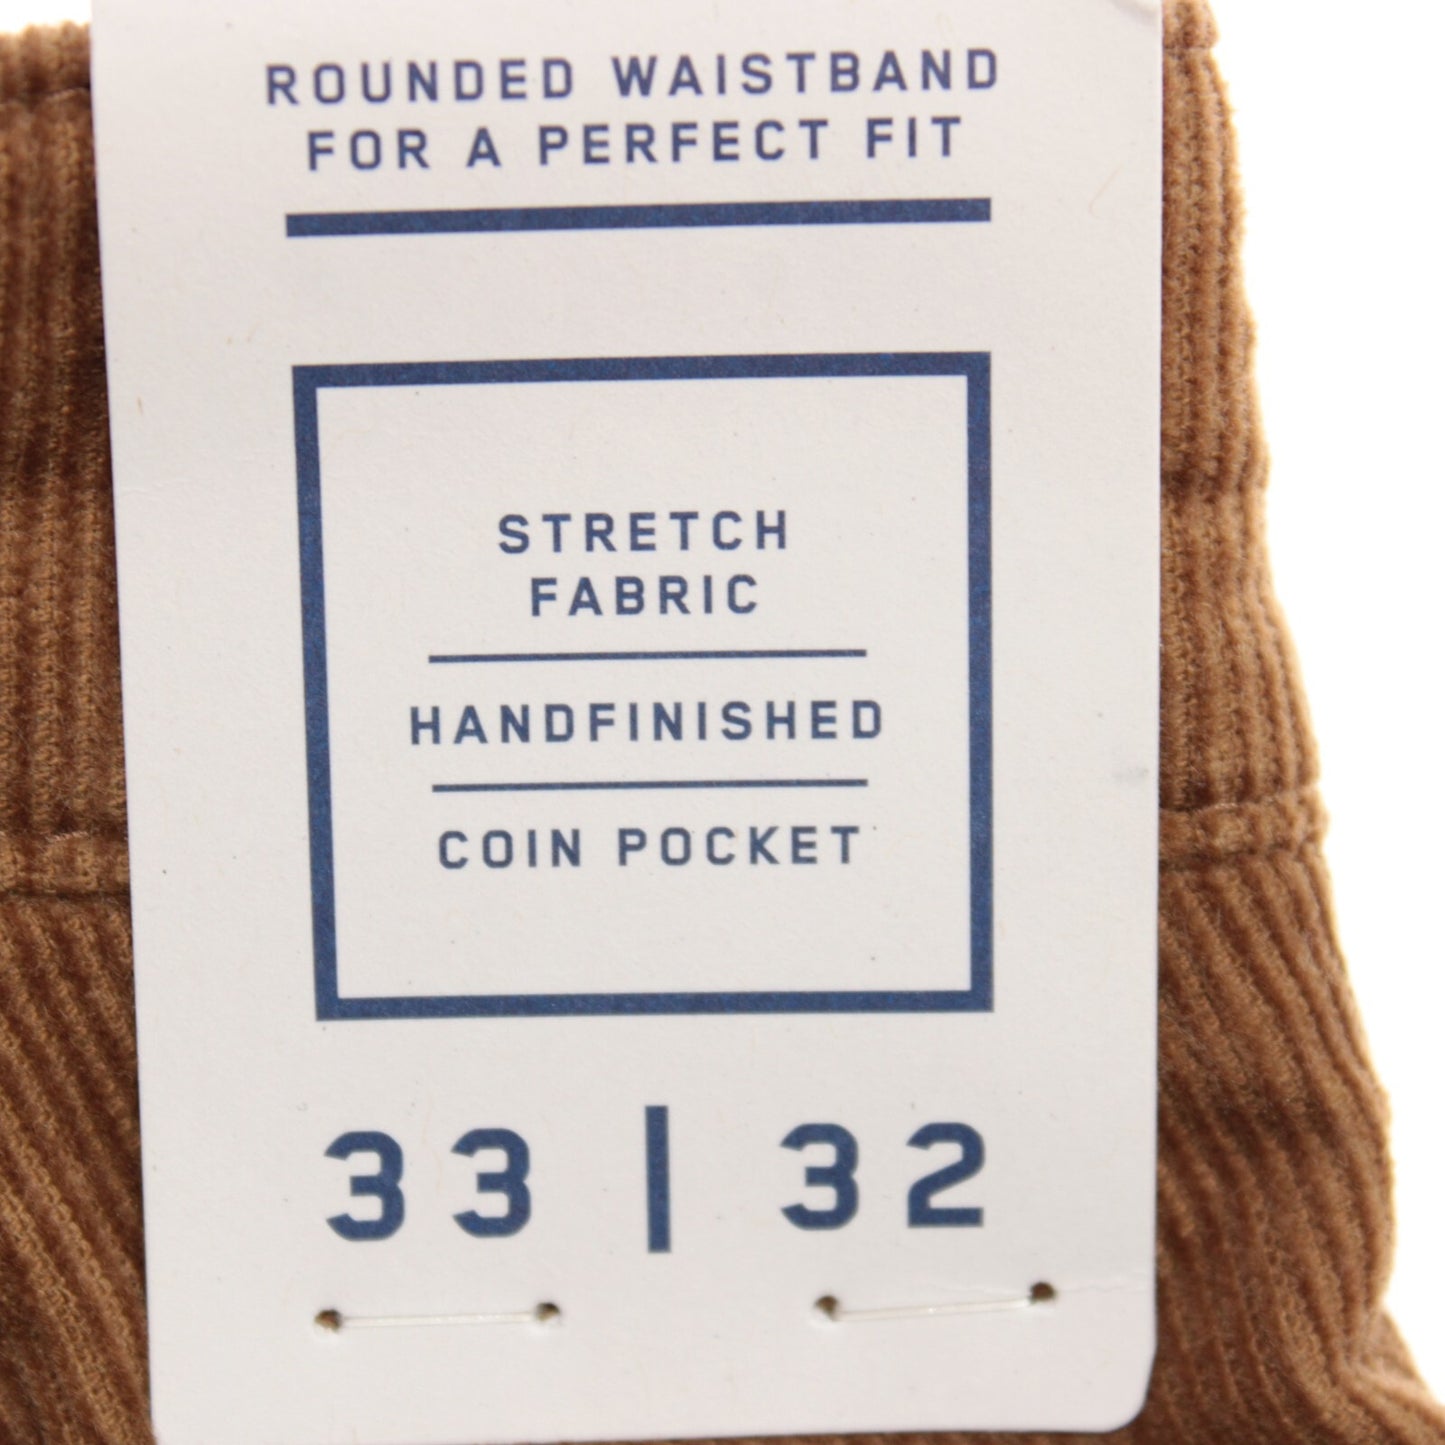 ROUNDED WAISTBAND
FOR A PERFECT FIT
STRETCH
FABRIC
HANDFINISHED
COIN POCKET
33 | 32